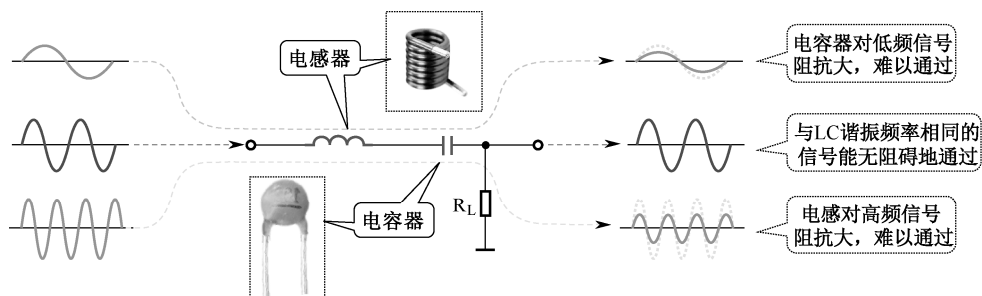 电感器
电容器对低频信号
阻抗大，难以通过
与LC谐振频率相同的
信号能无阻碍地通过
电容器
RL
电感对高频信号
阻抗大，难以通过